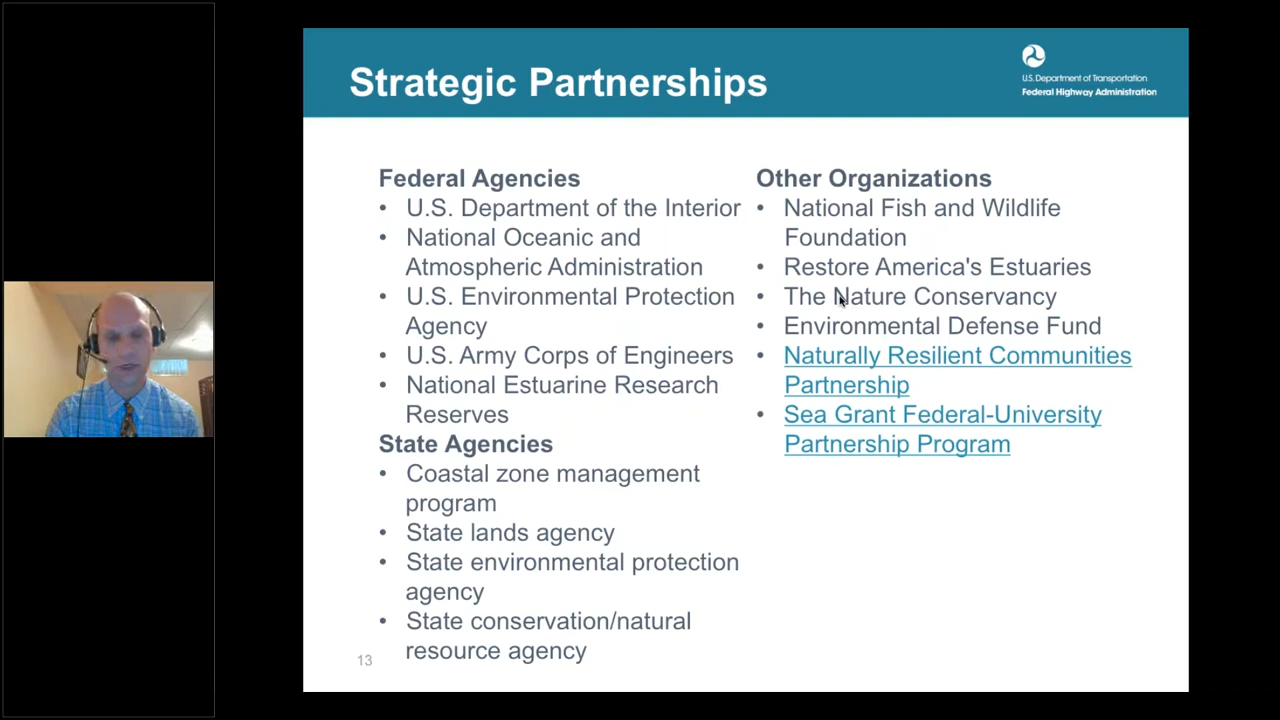 Strategic Partnerships
U.S. Department of Transportation
Federal Highway Administration
Federal Agencies
• U.S. Department of the Interior
• National Oceanic and
Atmospheric Administration
• U.S. Environmental Protection
Agency
• U.S. Army Corps of Engineers
• National Estuarine Research
Reserves
State Agencies
• Coastal zone management
program
• State lands agency
• State environmental protection
agency
• State conservation/natural
resource agency
Other Organizations
• National Fish and Wildlife
Foundation
• Restore America's Estuaries
• The Nature Conservancy
• Environmental Defense Fund
• Naturally Resilient Communities
Partnership
• Sea Grant Federal-University
Partnership Program
13